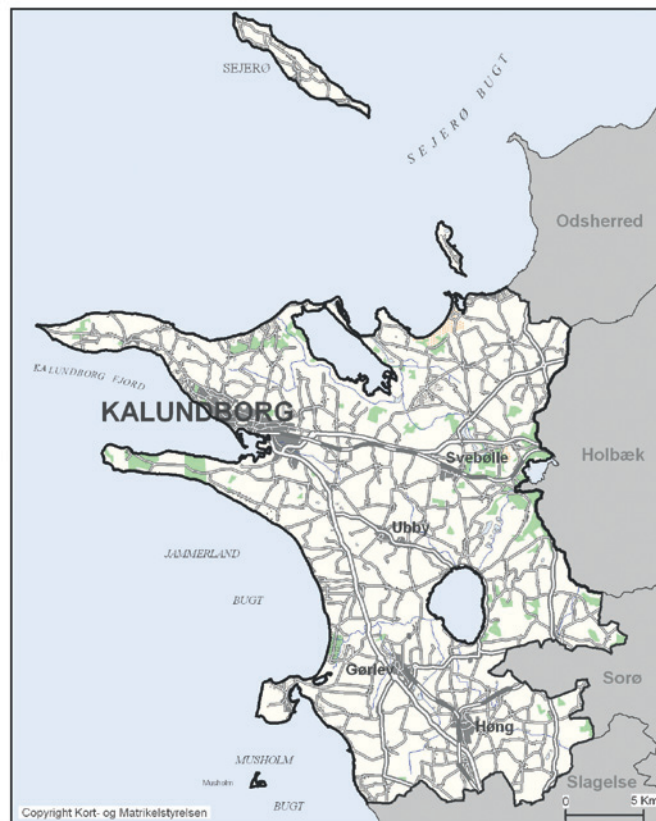 SEJERØ
SEJERØ BUGT
Odsherred
KALUNDBORG FJORD
KALUNDBORG
Svebølle
Holbæk
Ubby
JAMMERLAND
BUGT
Gørlev
Sorø
Høng
MUSHOLM
Musholm
Slagelse
BUGT
0 5 Km
Copyright Kort- og Matrikelstyrelsen